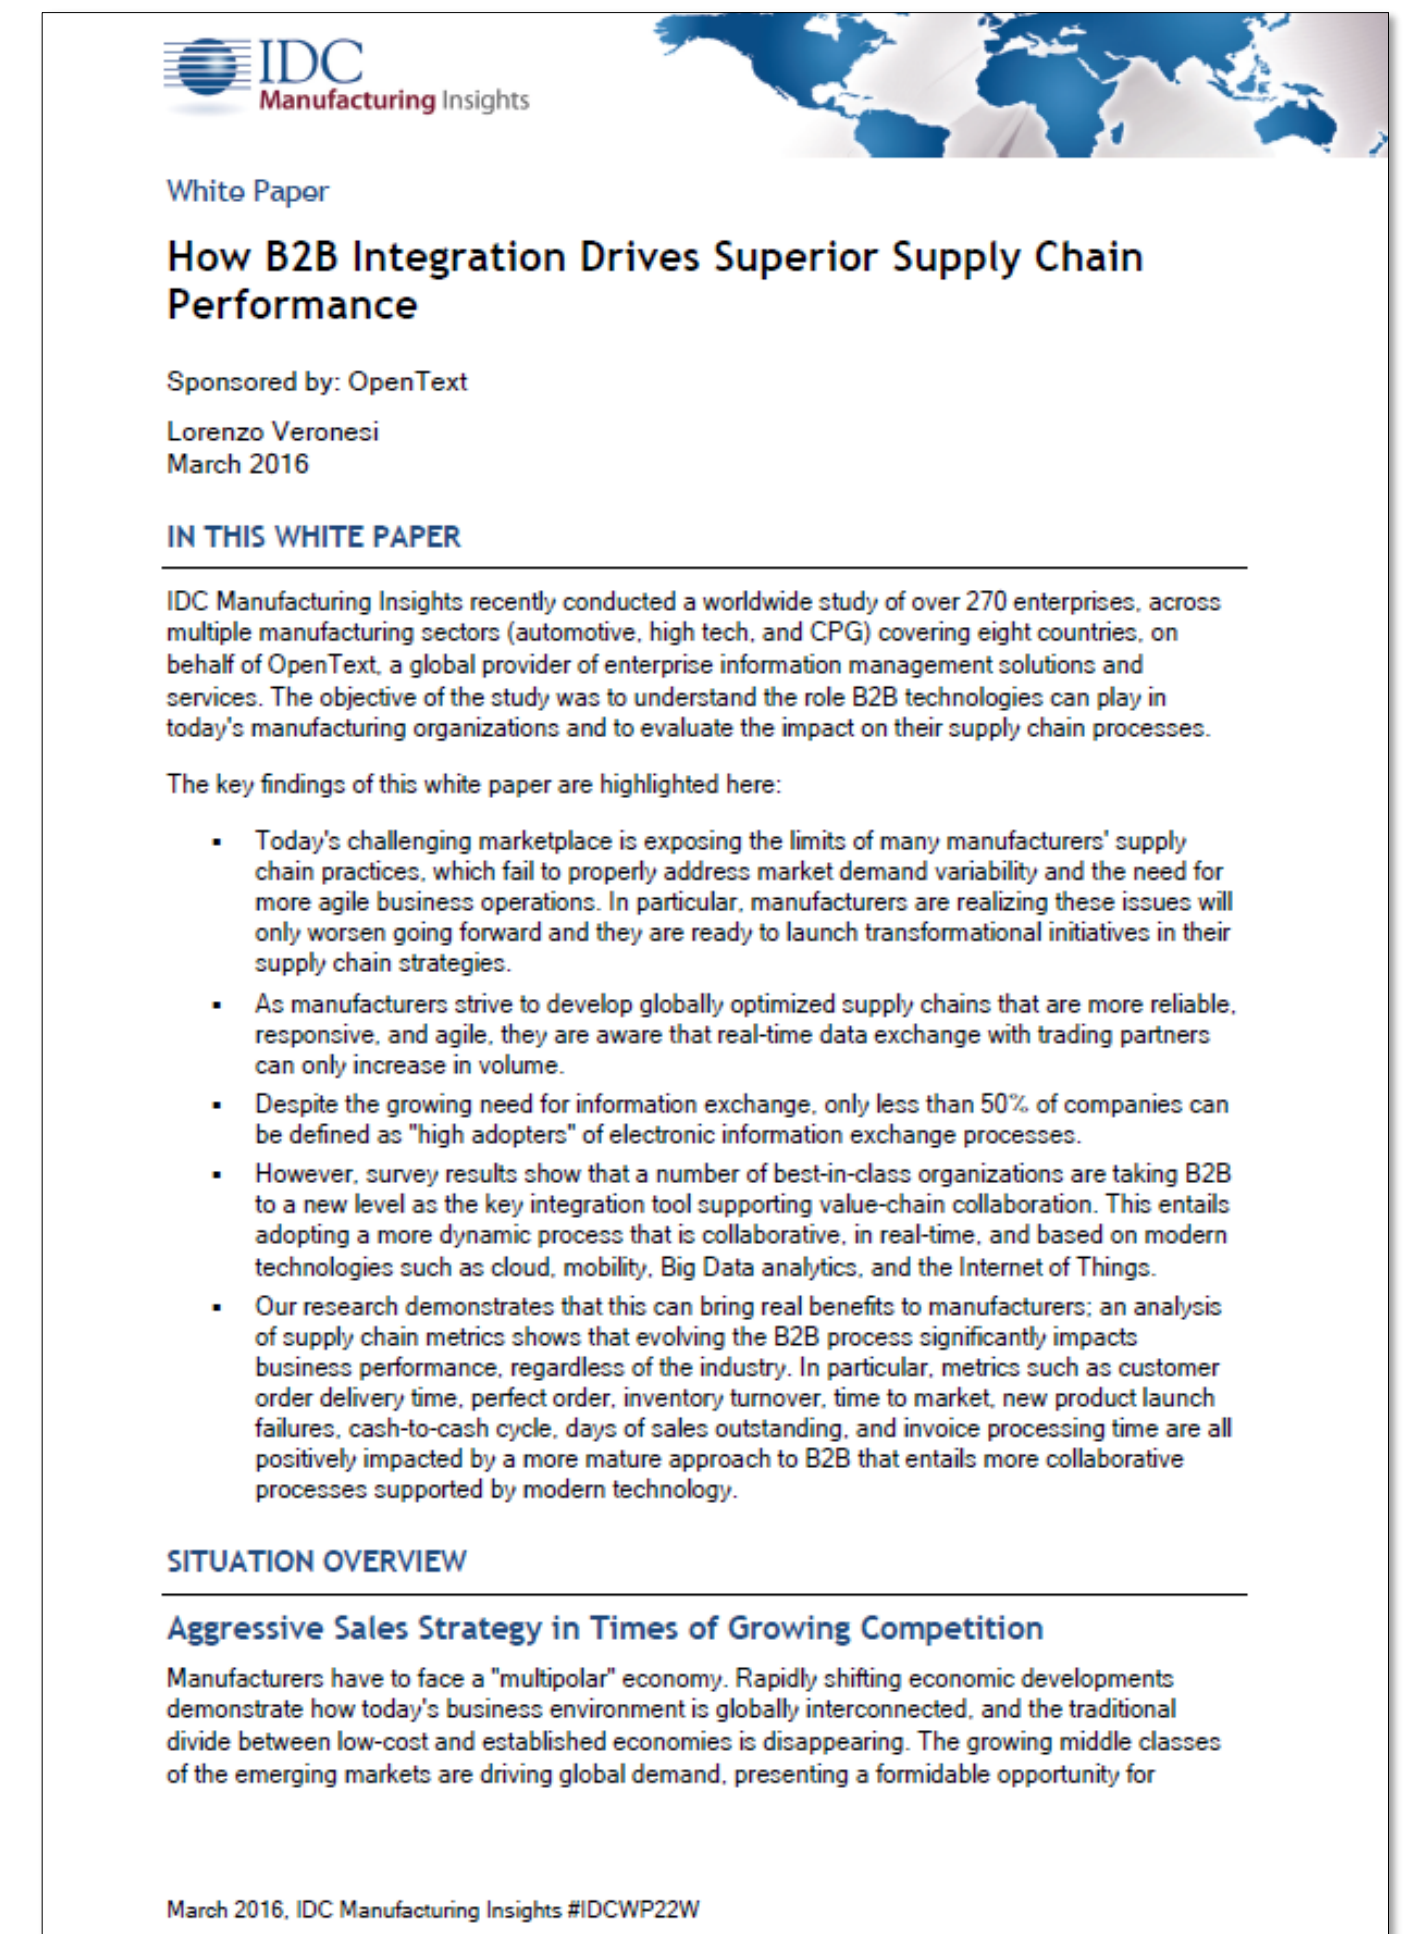 IDC
Manufacturing Insights
White Paper
How B2B Integration Drives Superior Supply Chain
Performance
Sponsored by: OpenText
Lorenzo Veronesi
March 2016
IN THIS WHITE PAPER
IDC Manufacturing Insights recently conducted a worldwide study of over 270 enterprises, across
multiple manufacturing sectors (automotive, high tech, and CPG) covering eight countries, on
behalf of OpenText, a global provider of enterprise information management solutions and
services. The objective of the study was to understand the role B2B technologies can play in
today's manufacturing organizations and to evaluate the impact on their supply chain processes.
The key findings of this white paper are highlighted here:
▪ Today's challenging marketplace is exposing the limits of many manufacturers' supply
chain practices, which fail to properly address market demand variability and the need for
more agile business operations. In particular, manufacturers are realizing these issues will
only worsen going forward and they are ready to launch transformational initiatives in their
supply chain strategies.
▪ As manufacturers strive to develop globally optimized supply chains that are more reliable,
responsive, and agile, they are aware that real-time data exchange with trading partners
can only increase in volume.
▪ Despite the growing need for information exchange, only less than 50% of companies can
be defined as "high adopters" of electronic information exchange processes.
▪ However, survey results show that a number of best-in-class organizations are taking B2B
to a new level as the key integration tool supporting value-chain collaboration. This entails
adopting a more dynamic process that is collaborative, in real-time, and based on modern
technologies such as cloud, mobility, Big Data analytics, and the Internet of Things.
▪ Our research demonstrates that this can bring real benefits to manufacturers; an analysis
of supply chain metrics shows that evolving the B2B process significantly impacts
business performance, regardless of the industry. In particular, metrics such as customer
order delivery time, perfect order, inventory turnover, time to market, new product launch
failures, cash-to-cash cycle, days of sales outstanding, and invoice processing time are all
positively impacted by a more mature approach to B2B that entails more collaborative
processes supported by modern technology.
SITUATION OVERVIEW
Aggressive Sales Strategy in Times of Growing Competition
Manufacturers have to face a "multipolar" economy. Rapidly shifting economic developments
demonstrate how today's business environment is globally interconnected, and the traditional
divide between low-cost and established economies is disappearing. The growing middle classes
of the emerging markets are driving global demand, presenting a formidable opportunity for
March 2016, IDC Manufacturing Insights #IDCWP22W